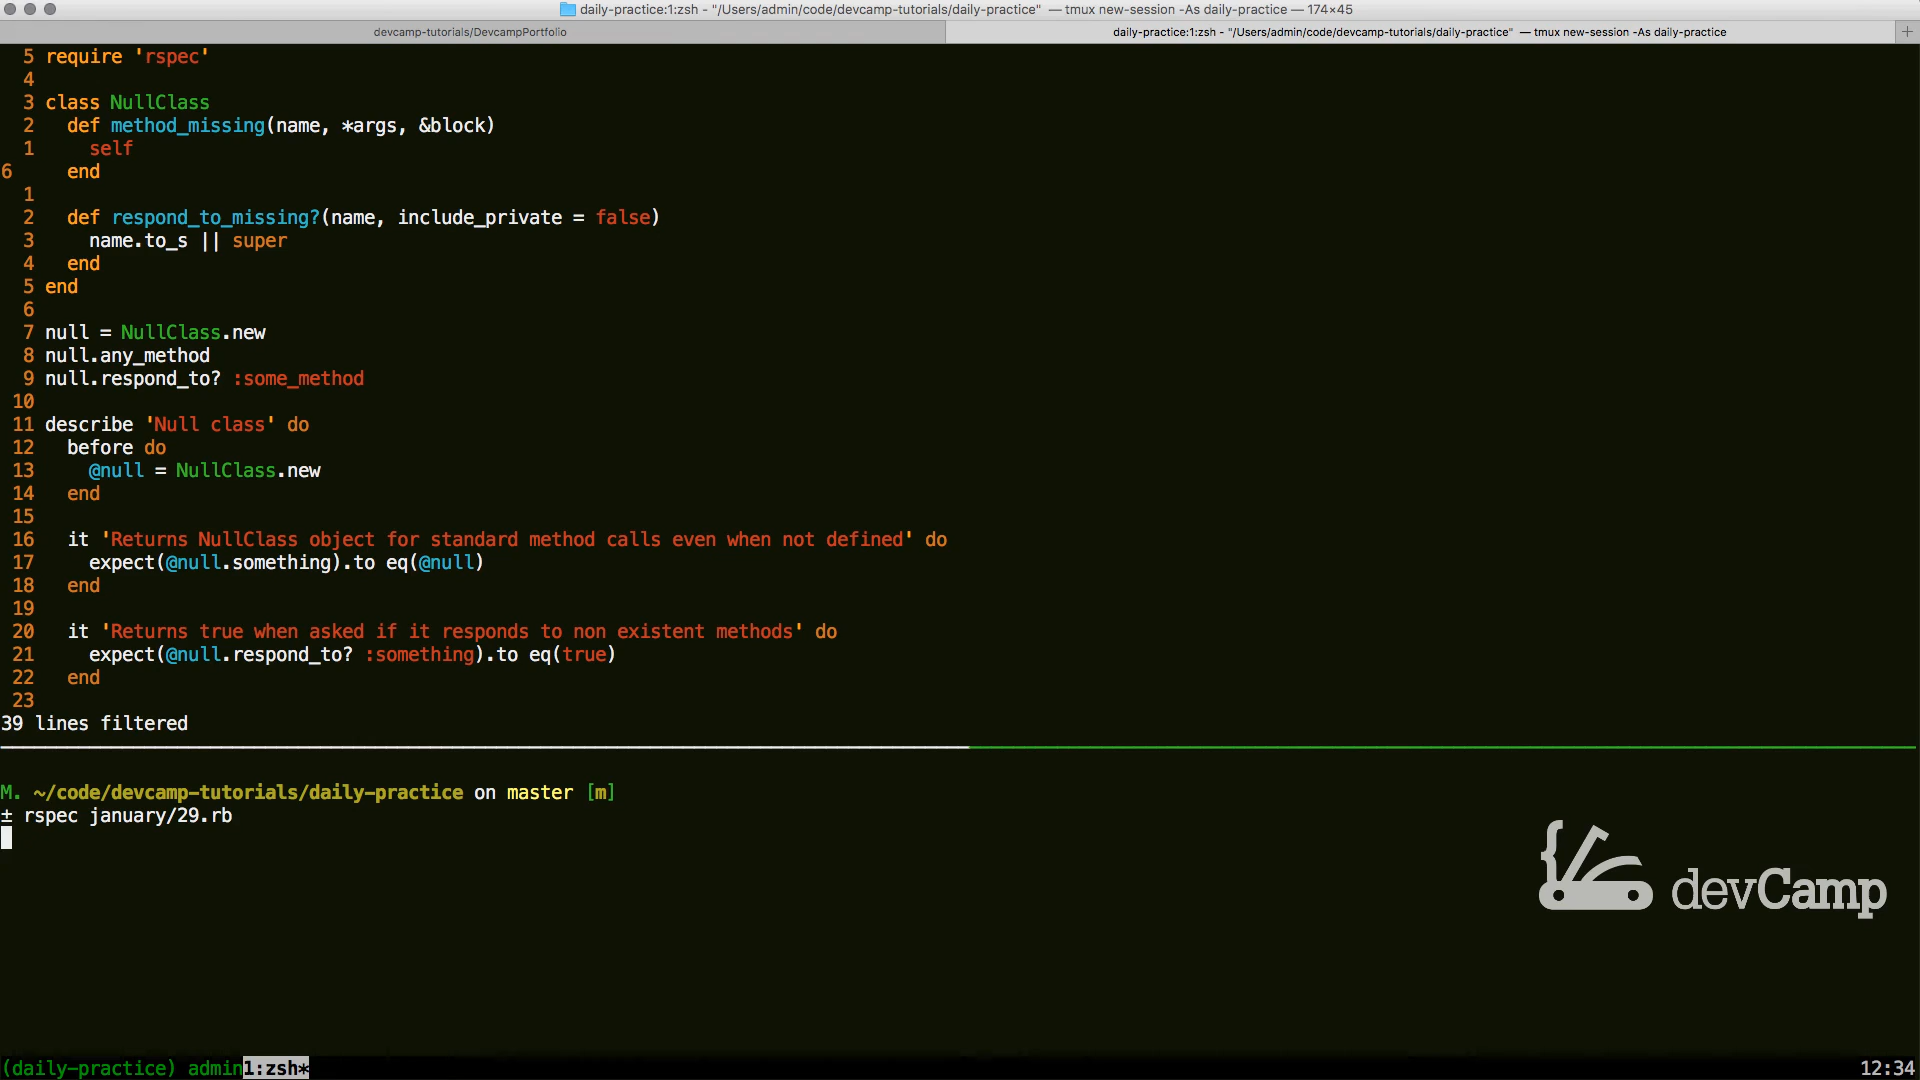 daily-practice:1:zsh - "/Users/admin/code/devcamp-tutorials/daily-practice" — tmux new-session -As daily-practice — 174×45
devcamp-tutorials/DevcampPortfolio
daily-practice:1:zsh - "/Users/admin/code/devcamp-tutorials/daily-practice" — tmux new-session -As daily-practice
+
5 require 'rspec'
4
3 class NullClass
2   def method_missing(name, *args, &block)
1     self
6     end
1
2   def respond_to_missing?(name, include_private = false)
3     name.to_s || super
4   end
5 end
6
7 null = NullClass.new
8 null.any_method
9 null.respond_to? :some_method
10
11 describe 'Null class' do
12   before do
13     @null = NullClass.new
14   end
15
16   it 'Returns NullClass object for standard method calls even when not defined' do
17     expect(@null.something).to eq(@null)
18   end
19
20   it 'Returns true when asked if it responds to non existent methods' do
21     expect(@null.respond_to? :something).to eq(true)
22   end
23
39 lines filtered
M. ~/code/devcamp-tutorials/daily-practice on master [m]
± rspec january/29.rb
devCamp
(daily-practice) admin1:zsh*
12:34